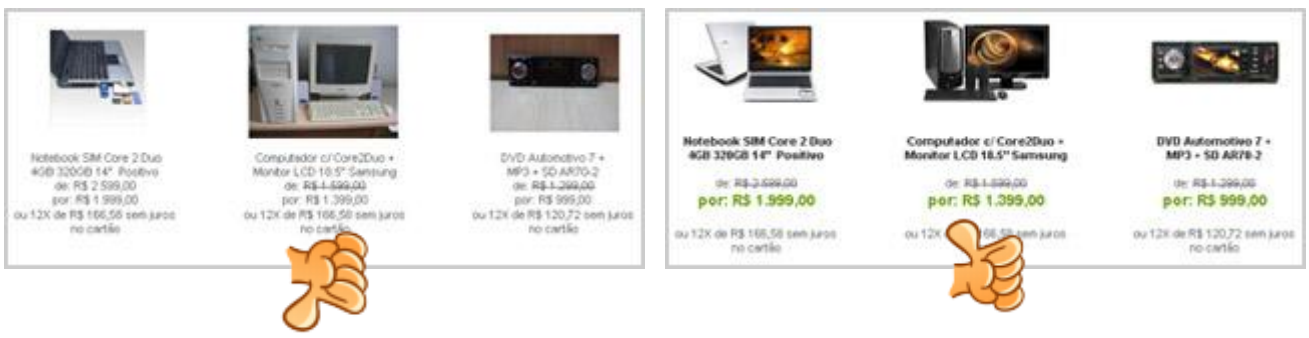 Notebook SIM Core 2 Duo
4GB 320GB 14" Positivo
de: R$ 2.599,00
por: R$ 1.999,00
ou 12X de R$ 166,58 sem juros
no cartão
Computador c/ Core2Duo +
Monitor LCD 18.5" Samsung
de: R$ 1.599,00
por: R$ 1.399,00
ou 12X de R$ 166,58 sem juros
no cartão
DVD Automotivo 7 +
MP3 + SD AR70-2
de: R$ 1.299,00
por: R$ 999,00
ou 12X de R$ 120,72 sem juros
no cartão
Notebook SIM Core 2 Duo
4GB 320GB 14" Positivo
de: R$ 2.599,00
por: R$ 1.999,00
ou 12X de R$ 166,58 sem juros
no cartão
Computador c/ Core2Duo +
Monitor LCD 18.5" Samsung
de: R$ 1.599,00
por: R$ 1.399,00
ou 12X 166,58 sem juros
DVD Automotivo 7 +
MP3 + SD AR70-2
de: R$ 1.299,00
por: R$ 999,00
ou 12X de R$ 120,72 sem juros
no cartão